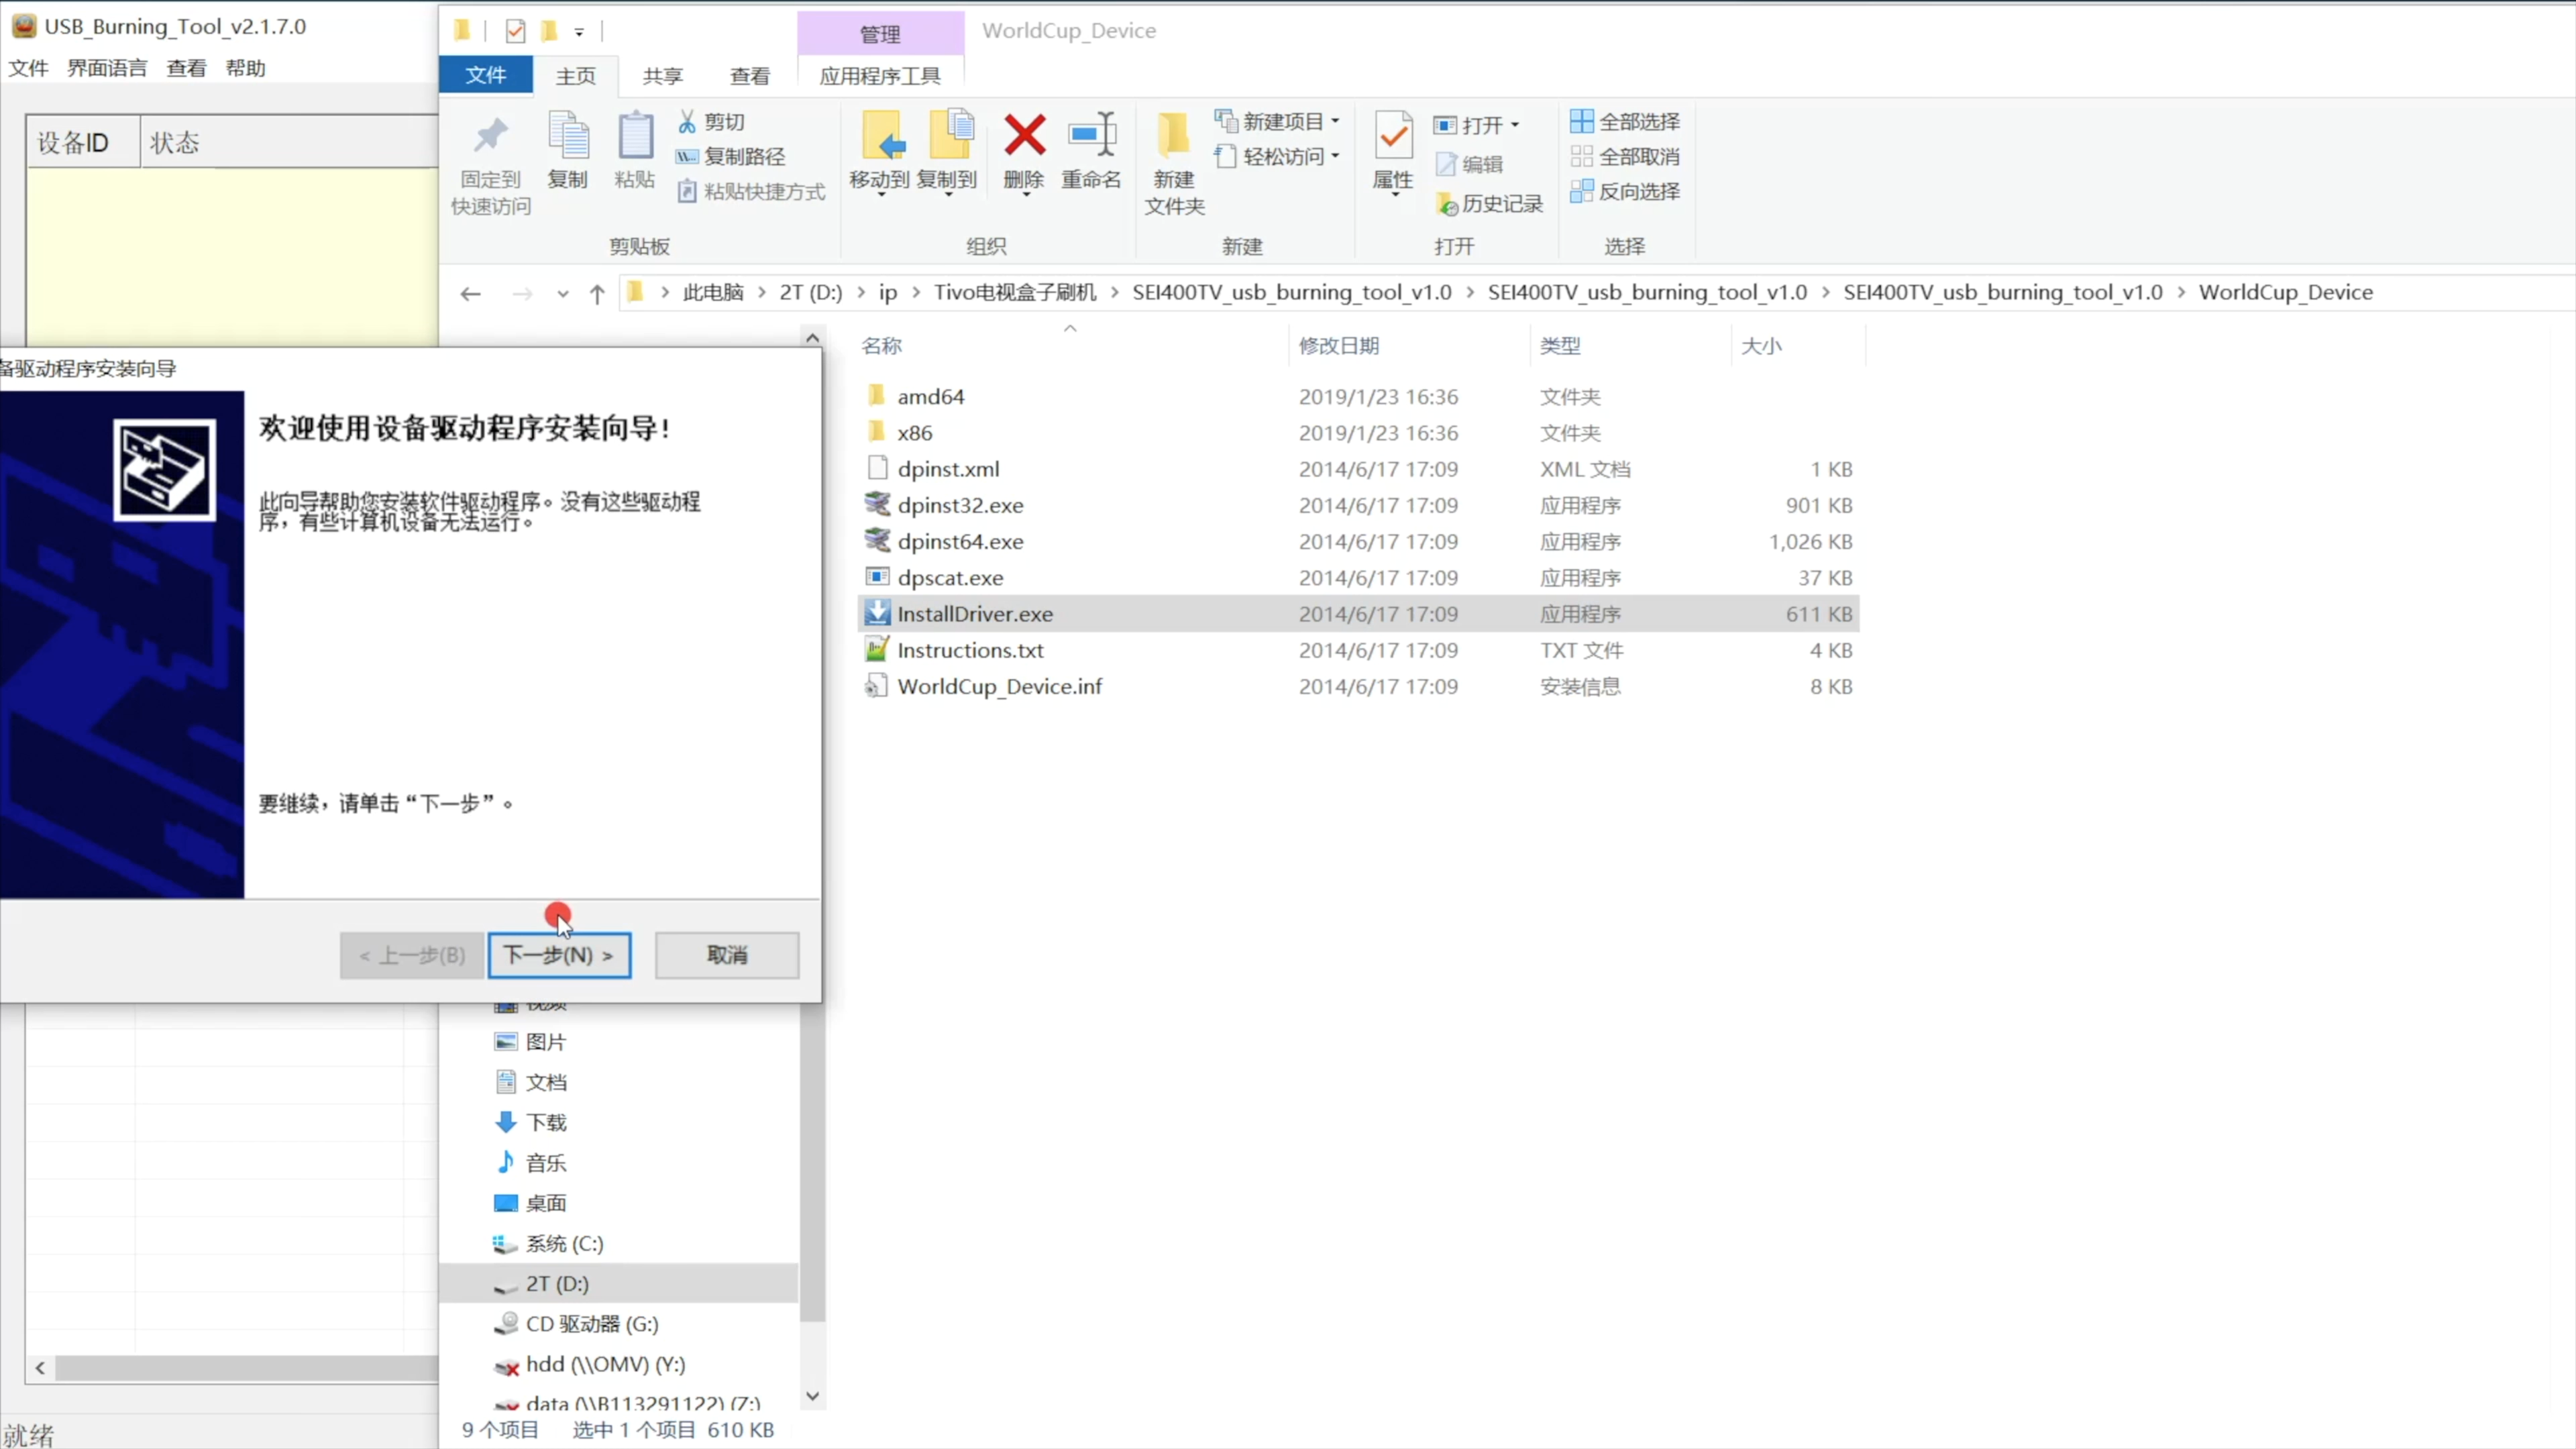 USB_Burning_Tool_v2.1.7.0
文件 界面语言 查看 帮助
设备ID 状态
管理 WorldCup_Device
文件 主页 共享 查看 应用程序工具
固定到
快速访问
复制
粘贴
剪切
复制路径
粘贴快捷方式
剪贴板
移动到 复制到 删除 重命名
组织
新建
文件夹
新建项目
轻松访问
新建
属性
打开
编辑
历史记录
打开
全部选择
全部取消
反向选择
选择
此电脑 > 2T (D:) > ip > Tivo电视盒子刷机 > SEI400TV_usb_burning_tool_v1.0 > SEI400TV_usb_burning_tool_v1.0 > SEI400TV_usb_burning_tool_v1.0 > WorldCup_Device
名称 修改日期 类型 大小
amd64 2019/1/23 16:36 文件夹
x86 2019/1/23 16:36 文件夹
dpinst.xml 2014/6/17 17:09 XML 文档 1 KB
dpinst32.exe 2014/6/17 17:09 应用程序 901 KB
dpinst64.exe 2014/6/17 17:09 应用程序 1,026 KB
dpscat.exe 2014/6/17 17:09 应用程序 37 KB
InstallDriver.exe 2014/6/17 17:09 应用程序 611 KB
Instructions.txt 2014/6/17 17:09 TXT 文件 4 KB
WorldCup_Device.inf 2014/6/17 17:09 安装信息 8 KB
备驱动程序安装向导
欢迎使用设备驱动程序安装向导!
此向导帮助您安装软件驱动程序。没有这些驱动程
序，有些计算机设备无法运行。
要继续，请单击“下一步”。
< 上一步(B) 下一步(N) > 取消
视频
图片
文档
下载
音乐
桌面
系统 (C:)
2T (D:)
CD 驱动器 (G:)
hdd (\\OMV) (Y:)
data (\\B113291122) (Z:)
9 个项目 选中 1 个项目 610 KB
就绪